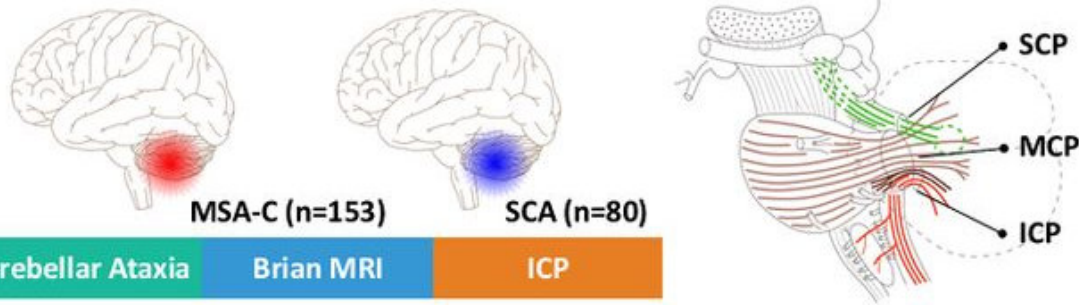 MSA-C (n=153)
SCA (n=80)
rebellar Ataxia
Brian MRI
ICP
SCP
MCP
ICP